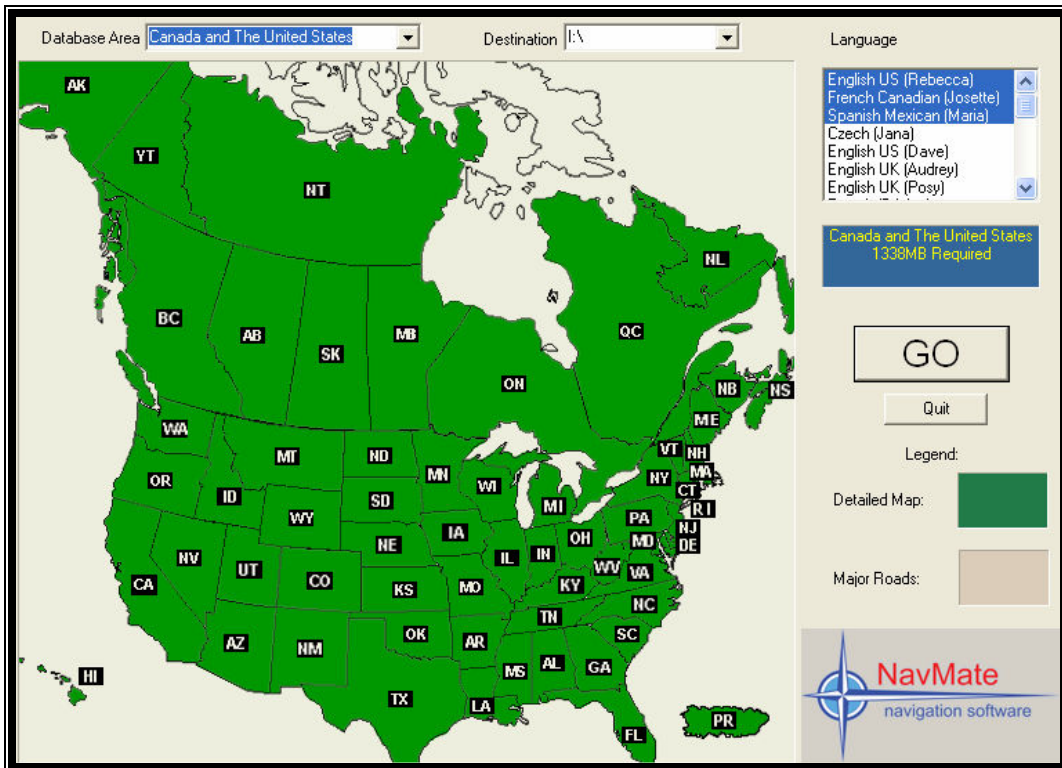 Database Area Canada and The United States Destination I:\ Language
English US (Rebecca)
French Canadian (Josette)
Spanish Mexican (Maria)
Czech (Jana)
English US (Dave)
English UK (Audrey)
English UK (Posy)
Canada and The United States
1338MB Required
GO
Quit
Legend:
Detailed Map:
Major Roads:
NavMate
navigation software
AK
YT
NT
NL
BC
AB
SK
MB
QC
ON
NB
NS
ME
WA
MT
ND
MN
VT
NH
OR
ID
SD
WI
MI
NY
MA
CT
RI
WY
IA
PA
NJ
NE
IL
IN
OH
MD
DE
CA
NV
UT
CO
KS
MO
KY
WV
VA
AZ
NM
OK
AR
TN
NC
SC
MS
AL
GA
HI
TX
LA
FL
PR